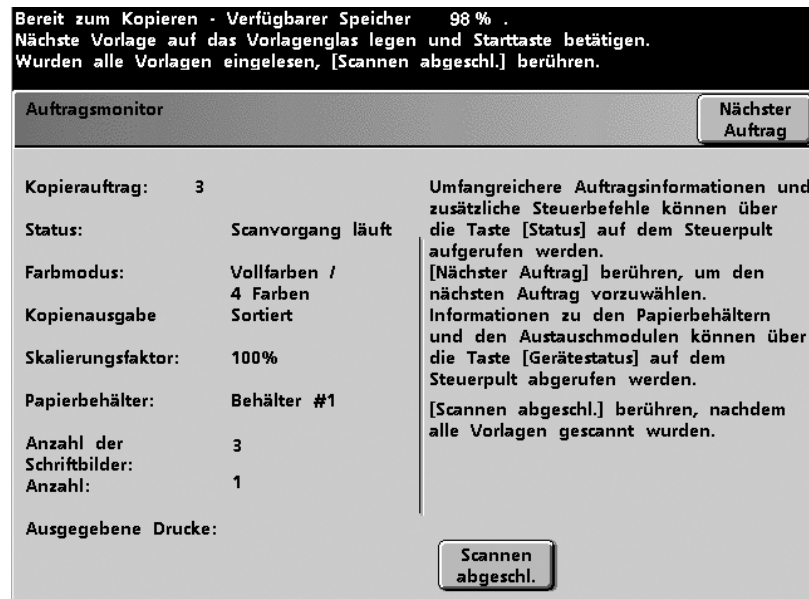 Bereit zum Kopieren - Verfügbarer Speicher 98 % .
Nächste Vorlage auf das Vorlagenglas legen und Starttaste betätigen.
Wurden alle Vorlagen eingelesen, [Scannen abgeschl.] berühren.
Auftragsmonitor
Nächster
Auftrag
Kopierauftrag: 3
Status: Scanvorgang läuft
Farbmodus: Vollfarben /
4 Farben
Kopienausgabe Sortiert
Skalierungsfaktor: 100%
Papierbehälter: Behälter #1
Anzahl der
Schriftbilder: 3
Anzahl: 1
Ausgegebene Drucke:
Umfangreichere Auftragsinformationen und
zusätzliche Steuerbefehle können über
die Taste [Status] auf dem Steuerpult
aufgerufen werden.
[Nächster Auftrag] berühren, um den
nächsten Auftrag vorzuwählen.
Informationen zu den Papierbehältern
und den Austauschmodulen können über
die Taste [Gerätestatus] auf dem
Steuerpult abgerufen werden.
[Scannen abgeschl.] berühren, nachdem
alle Vorlagen gescannt wurden.
Scannen
abgeschl.